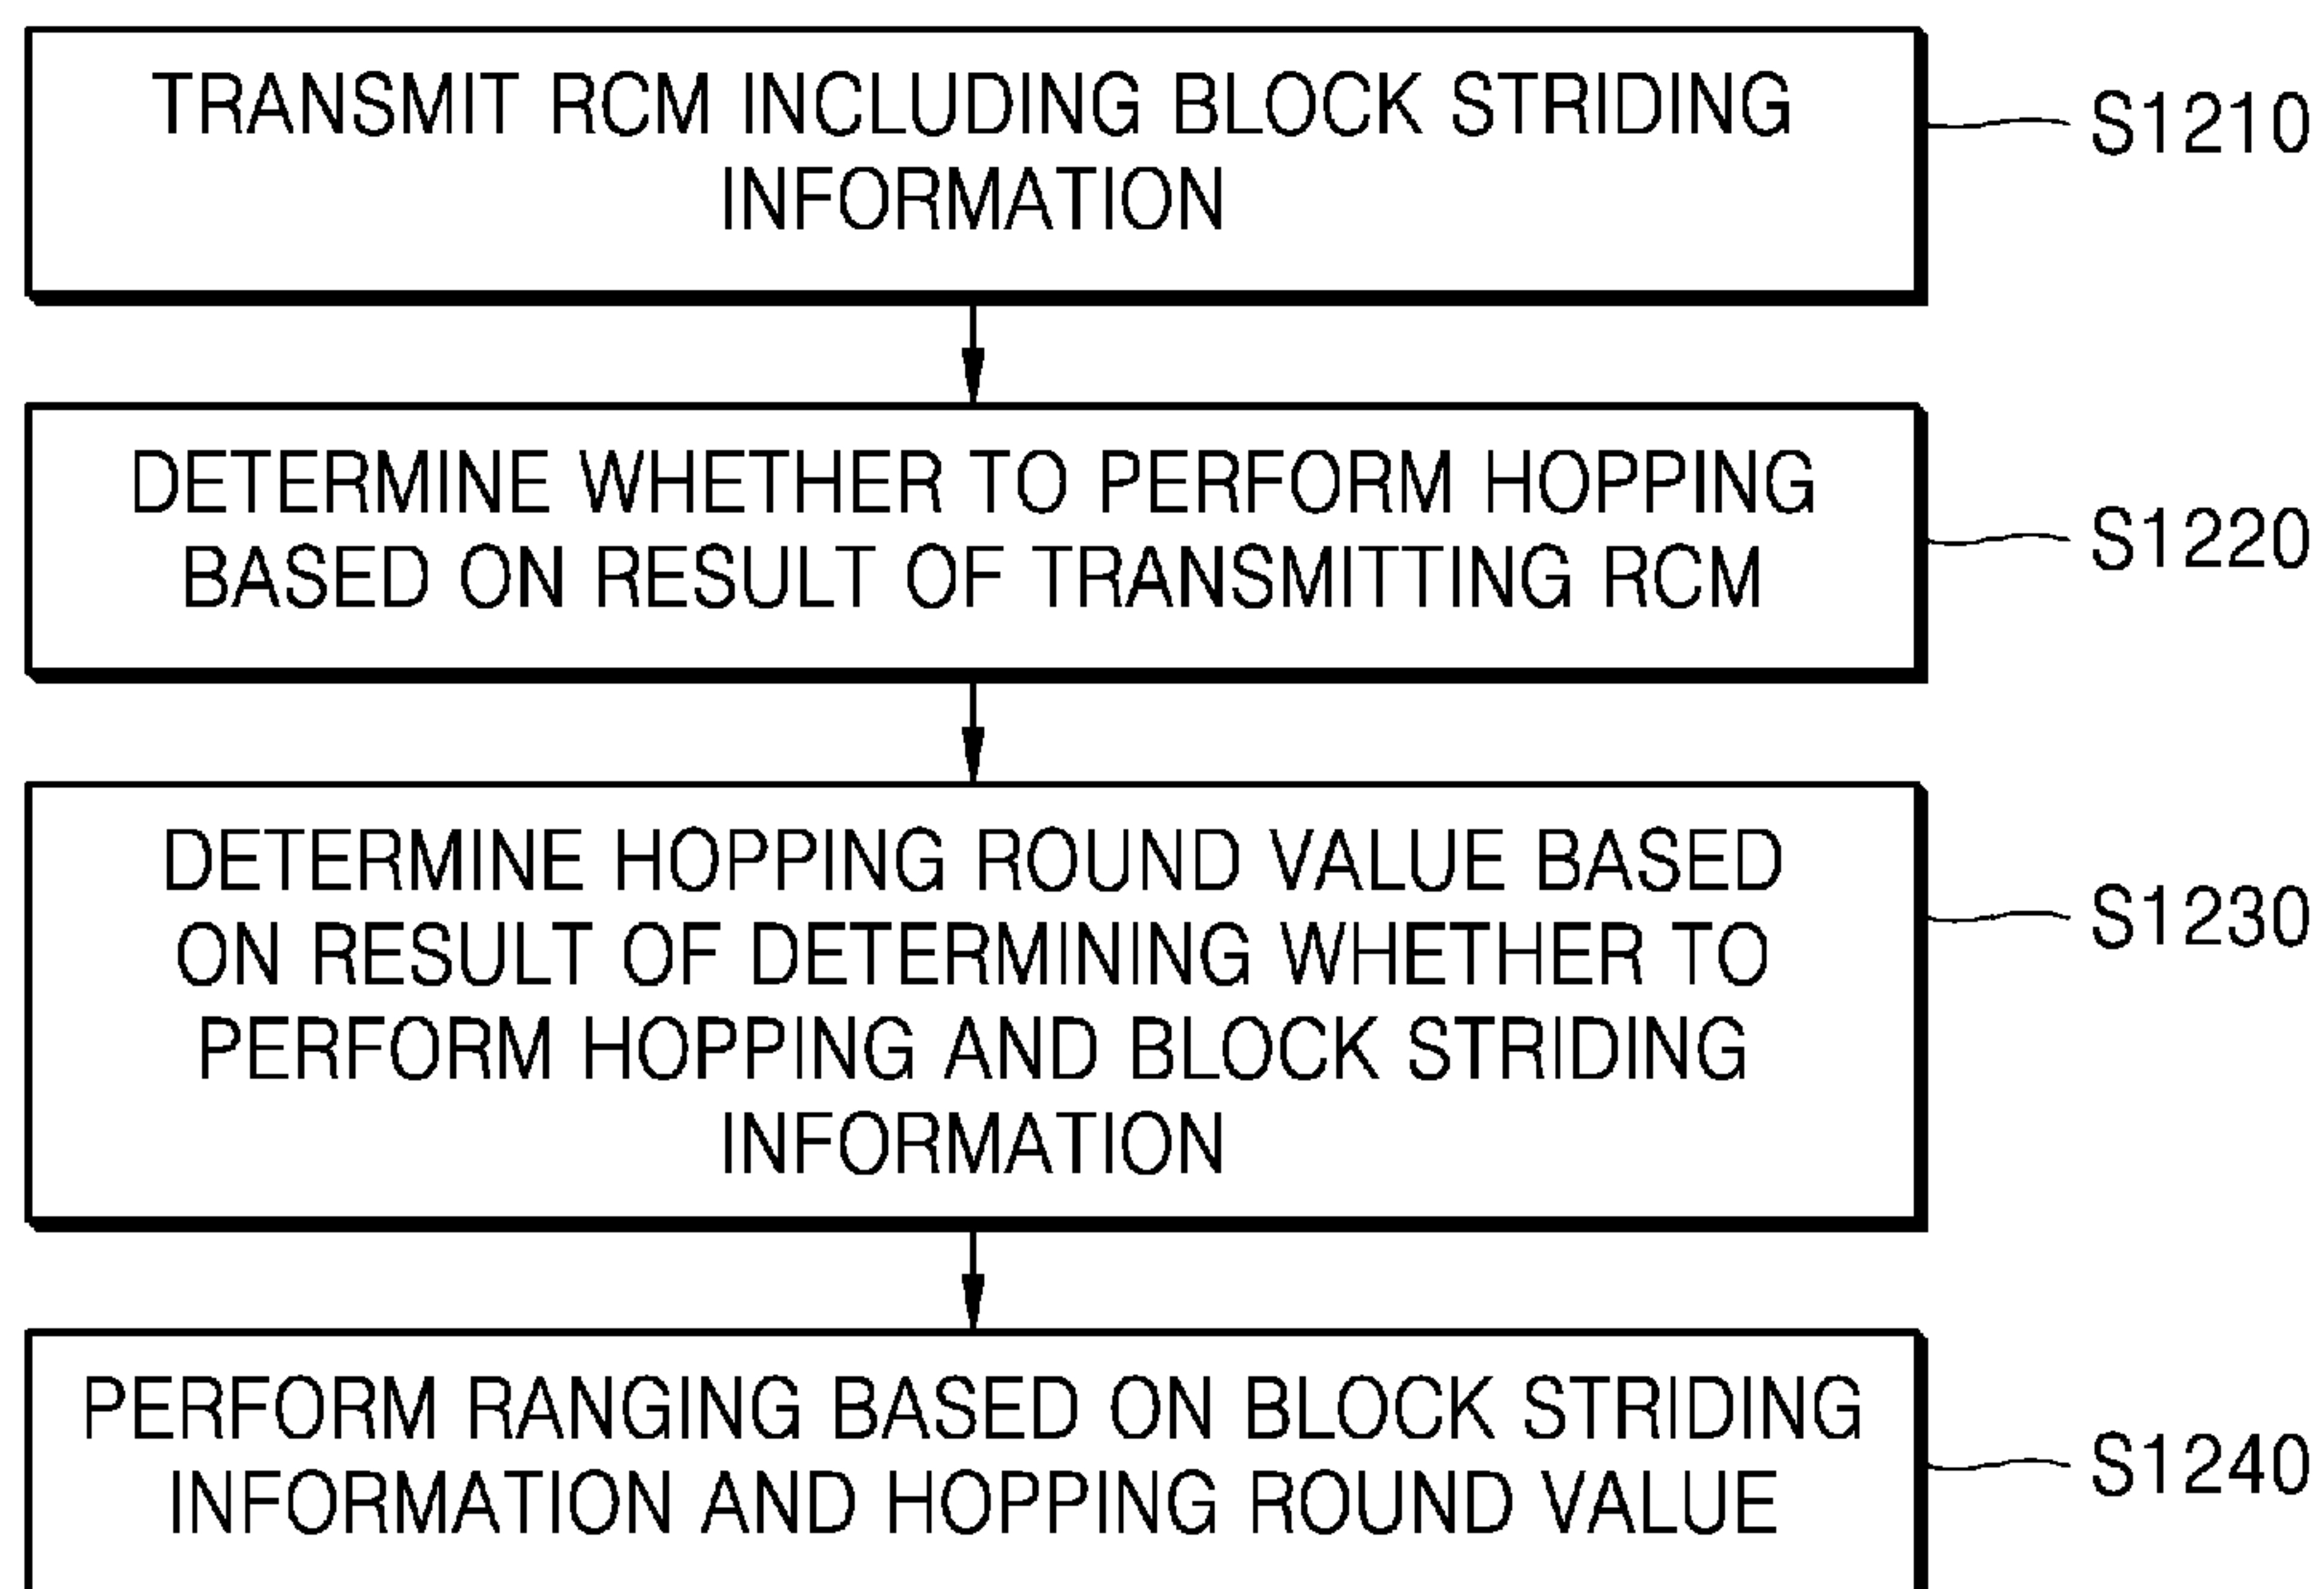 TRANSMIT RCM INCLUDING BLOCK STRIDING
INFORMATION
S1210
DETERMINE WHETHER TO PERFORM HOPPING
BASED ON RESULT OF TRANSMITTING RCM
S1220
DETERMINE HOPPING ROUND VALUE BASED
ON RESULT OF DETERMINING WHETHER TO
PERFORM HOPPING AND BLOCK STRIDING
INFORMATION
S1230
PERFORM RANGING BASED ON BLOCK STRIDING
INFORMATION AND HOPPING ROUND VALUE
S1240